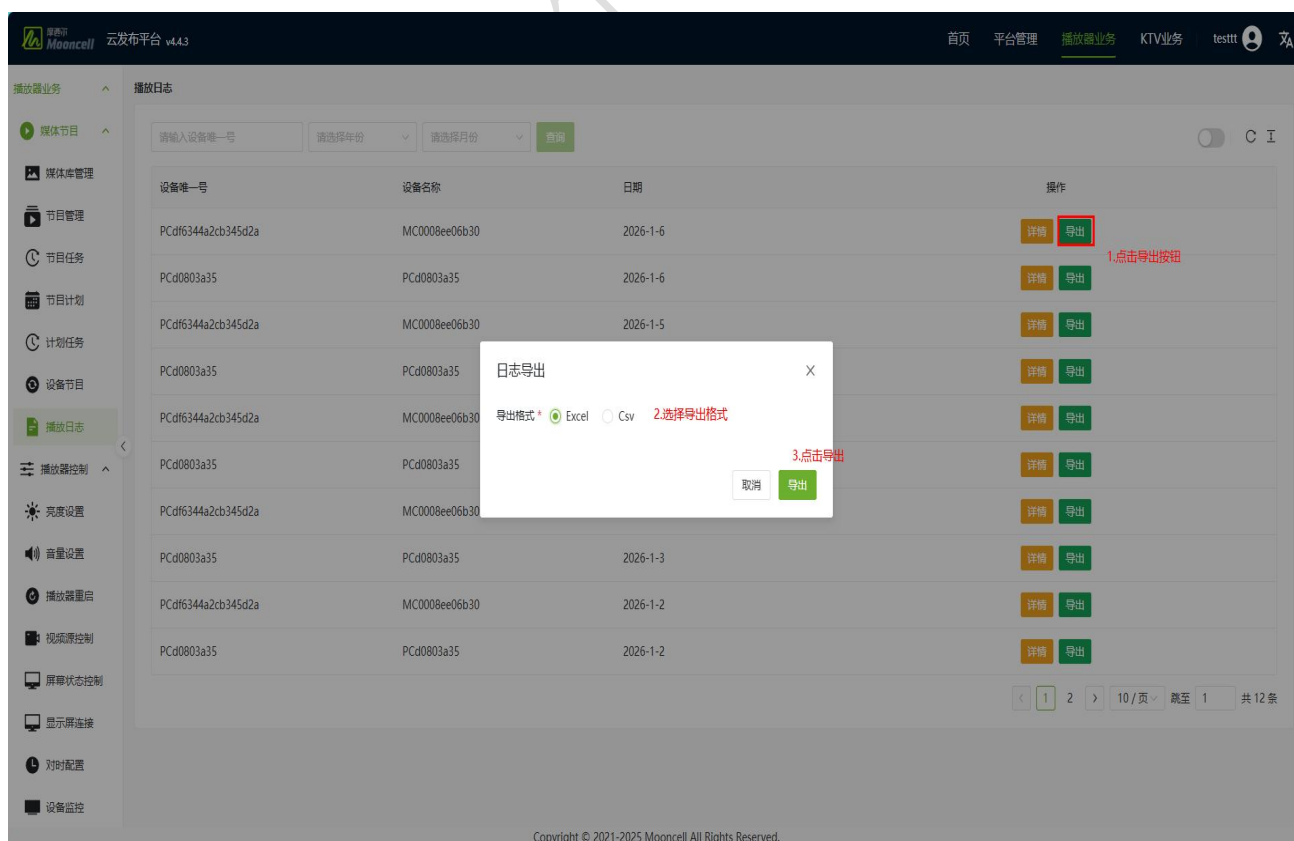 摩西尔 Mooncell 云发布平台 v4.4.3 首页 平台管理 播放器业务 KTV业务 testtt
播放器业务 播放日志
媒体节目 请输入设备唯一号 请选择年份 请选择月份 查询
媒体库管理 设备唯一号 设备名称 日期 操作
节目管理 PCdf6344a2cb345d2a MC0008ee06b30 2026-1-6 详情 导出
1.点击导出按钮
节目任务 PCd0803a35 PCd0803a35 2026-1-6 详情 导出
节目计划
计划任务 PCdf6344a2cb345d2a MC0008ee06b30 2026-1-5 详情 导出
设备节目 PCd0803a35 PCd0803a35 日志导出 详情 导出
播放日志 PCdf6344a2cb345d2a MC0008ee06b30 导出格式 * Excel Csv 2.选择导出格式 详情 导出
3.点击导出
播放器控制 PCd0803a35 PCd0803a35 取消 导出 详情 导出
亮度设置 PCdf6344a2cb345d2a MC0008ee06b30 详情 导出
音量设置 PCd0803a35 PCd0803a35 2026-1-3 详情 导出
播放器重启 PCdf6344a2cb345d2a MC0008ee06b30 2026-1-2 详情 导出
视频源控制 PCd0803a35 PCd0803a35 2026-1-2 详情 导出
屏幕状态控制
1 2 10 / 页 跳至 1 共 12 条
显示屏连接
对时配置
设备监控
Copyright © 2021-2025 Mooncell All Rights Reserved.